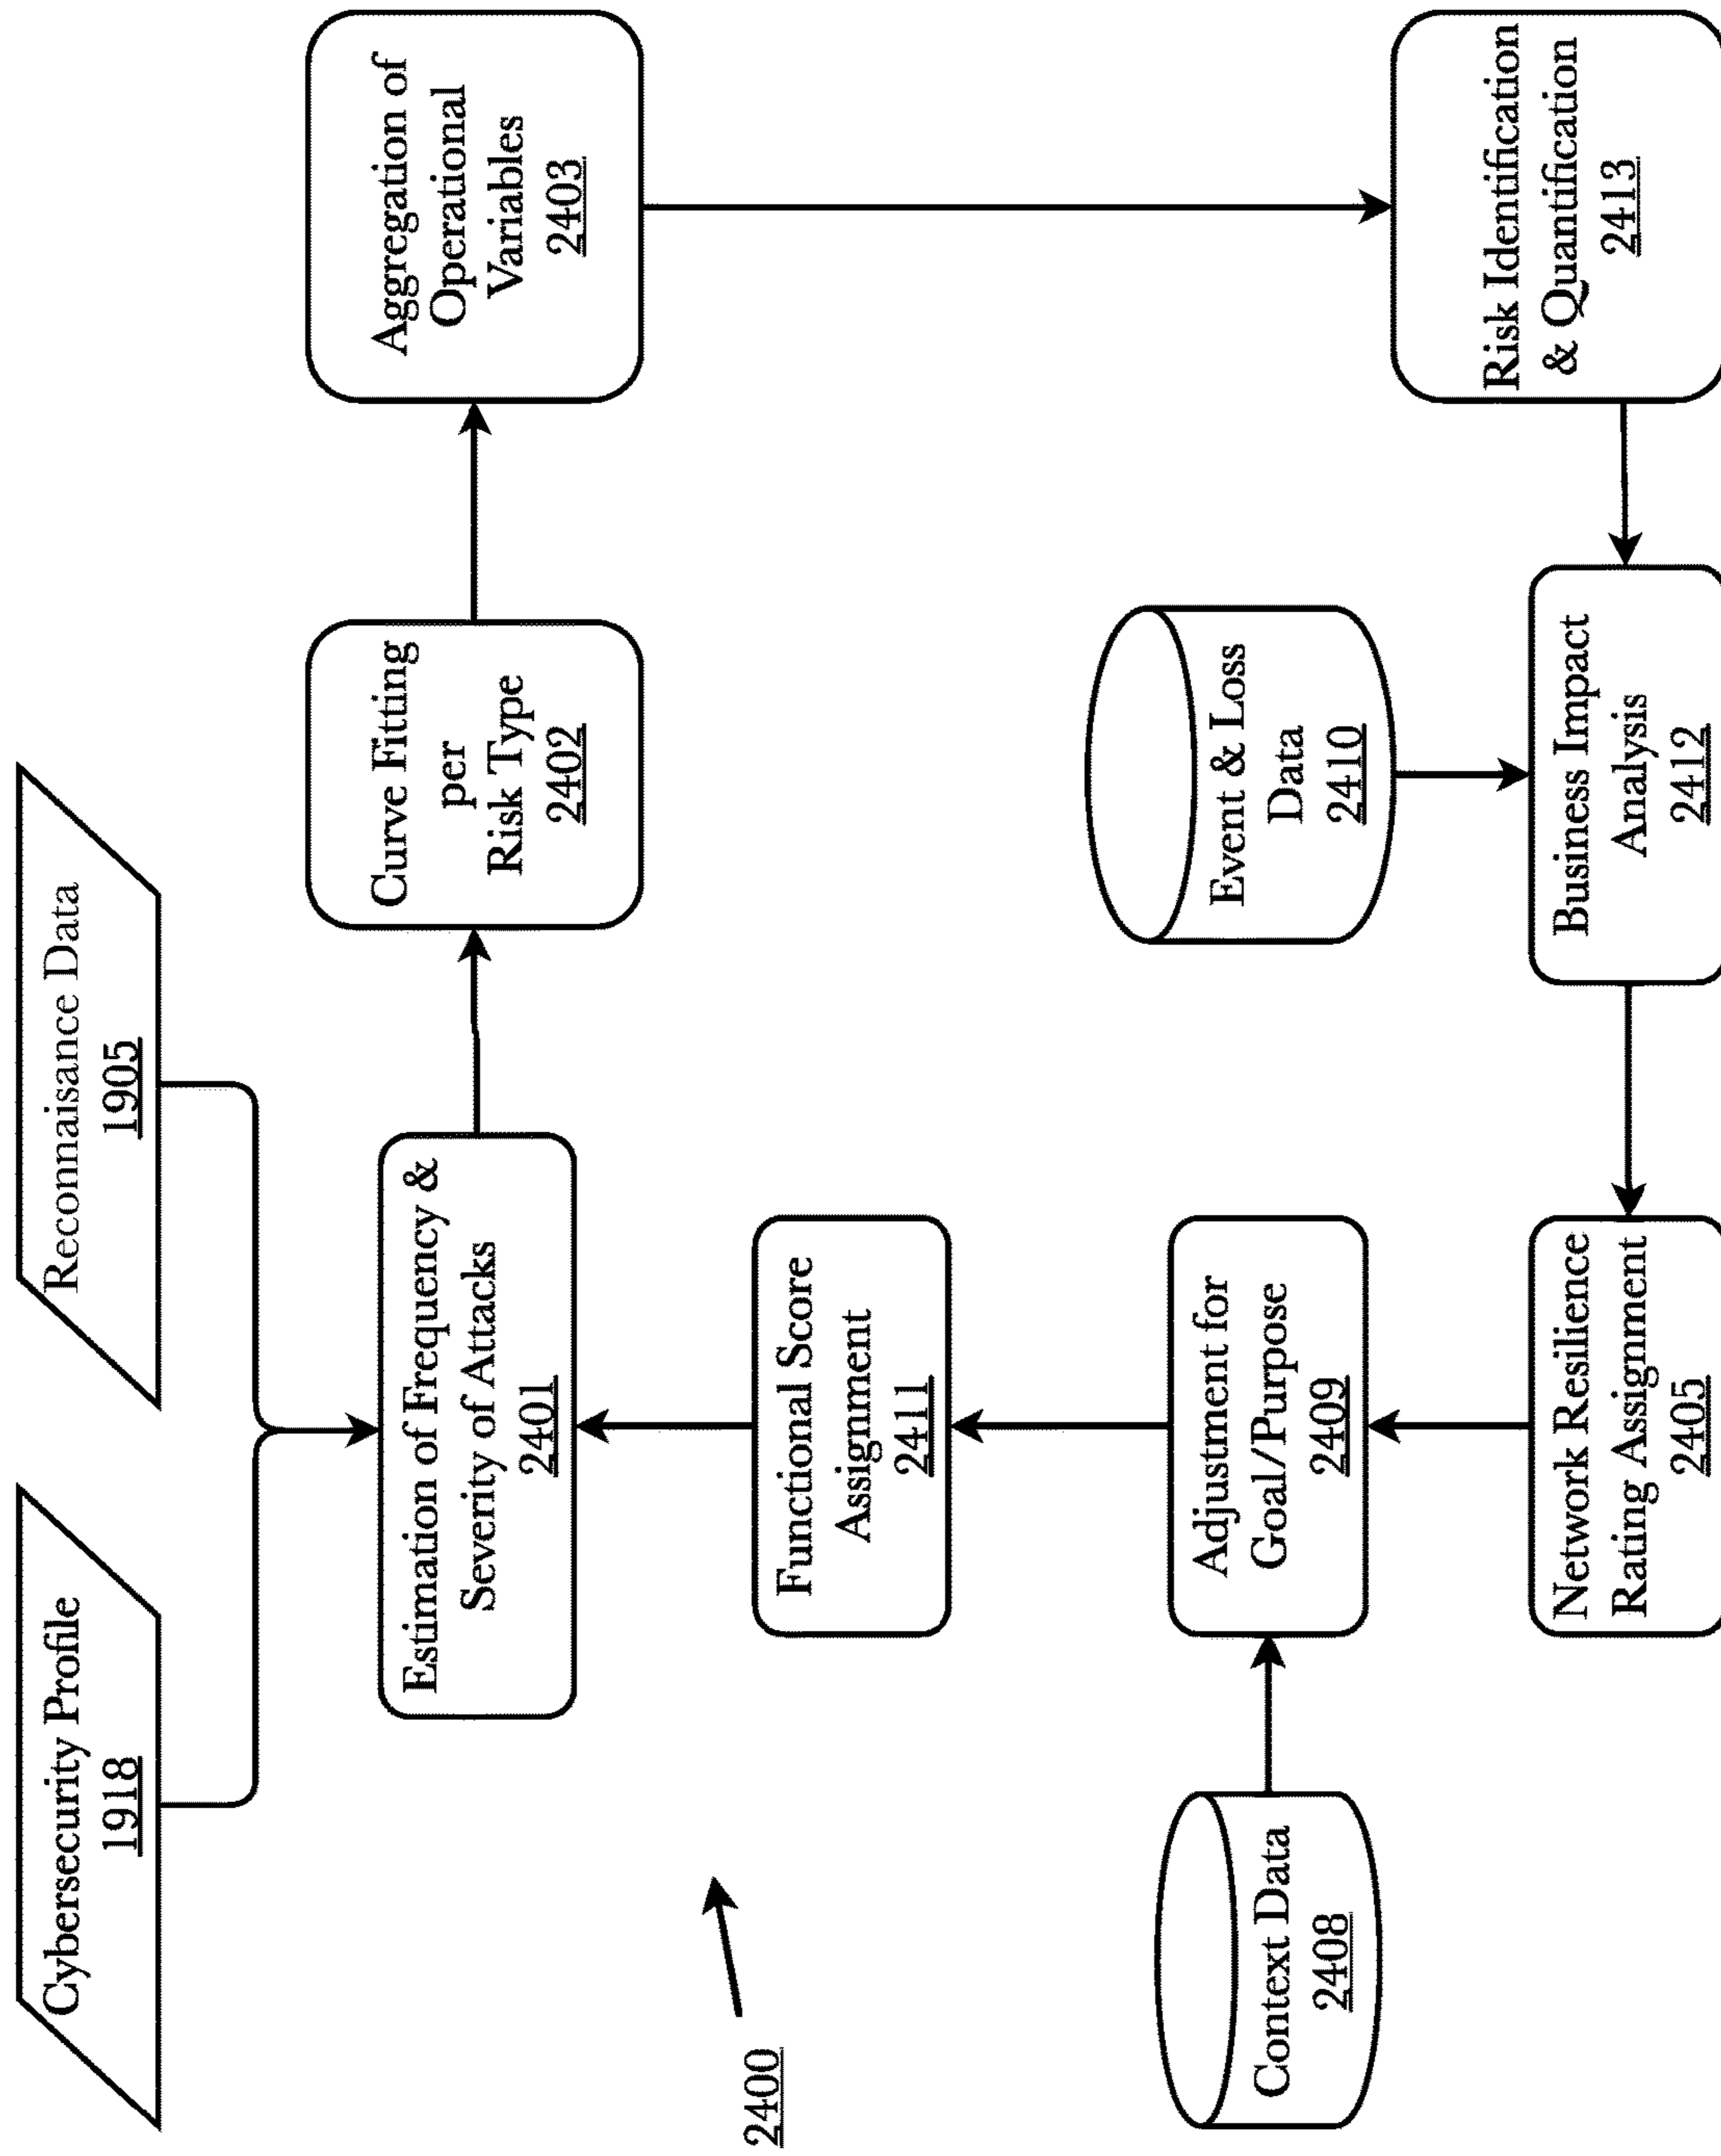 Cybersecurity Profile
1918
Reconnaisance Data
1905
Estimation of Frequency &
Severity of Attacks
2401
Curve Fitting
per
Risk Type
2402
Aggregation of
Operational
Variables
2403
2400
Functional Score
Assignment
2411
Context Data
2408
Adjustment for
Goal/Purpose
2409
Event & Loss
Data
2410
Network Resilience
Rating Assignment
2405
Business Impact
Analysis
2412
Risk Identification
& Quantification
2413